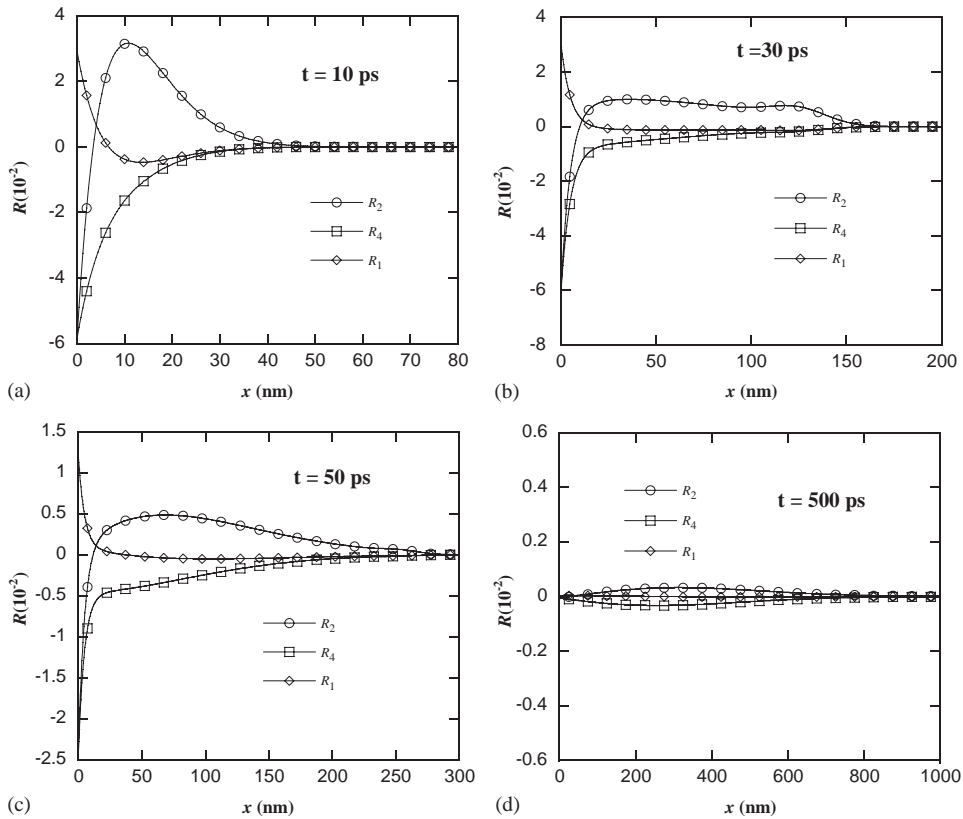 4
2
0
-2
-4
-6
R(10⁻²)
t = 10 ps
R₂
R₄
R₁
0 10 20 30 40 50 60 70 80
(a)
x (nm)
4
2
0
-2
-4
-6
-8
R(10⁻²)
t =30 ps
R₂
R₄
R₁
0 50 100 150 200
(b)
x (nm)
1.5
1
0.5
0
-0.5
-1
-1.5
-2
-2.5
R(10⁻²)
t = 50 ps
R₂
R₄
R₁
0 50 100 150 200 250 300
(c)
x (nm)
0.6
0.4
0.2
0
-0.2
-0.4
-0.6
R(10⁻²)
R₂
R₄
R₁
t = 500 ps
0 200 400 600 800 1000
(d)
x (nm)